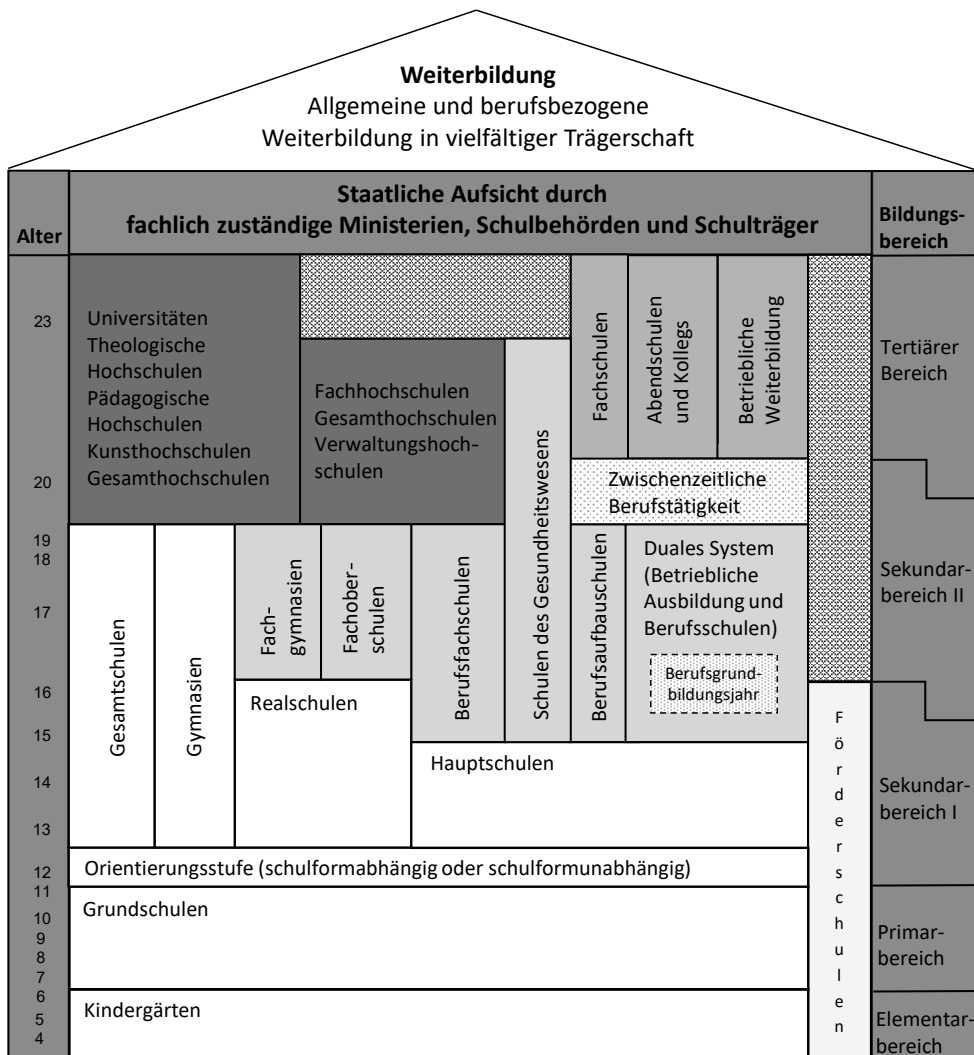 Weiterbildung
Allgemeine und berufsbezogene
Weiterbildung in vielfältiger Trägerschaft
Alter
Staatliche Aufsicht durch
fachlich zuständige Ministerien, Schulbehörden und Schulträger
Bildungs-
bereich
23
20
19
18
17
16
15
14
13
12
11
10
9
8
7
6
5
4
Universitäten
Theologische
Hochschulen
Pädagogische
Hochschulen
Kunsthochschulen
Gesamthochschulen
Fachhochschulen
Gesamthochschulen
Verwaltungshoch-
schulen
Schulen des Gesundheitswesens
Fachschulen
Abendschulen
und Kollegs
Betriebliche
Weiterbildung
Zwischenzeitliche
Berufstätigkeit
Gesamtschulen
Gymnasien
Fach-
gymnasien
Fachober-
schulen
Berufsfachschulen
Berufsaufbauschulen
Duales System
(Betriebliche
Ausbildung und
Berufsschulen)
Berufsgrund-
bildungsjahr
Realschulen
Hauptschulen
Orientierungsstufe (schulformabhängig oder schulformunabhängig)
Grundschulen
Kindergärten
Förderschulen
Tertiärer
Bereich
Sekundar-
bereich II
Sekundar-
bereich I
Primar-
bereich
Elementar-
bereich